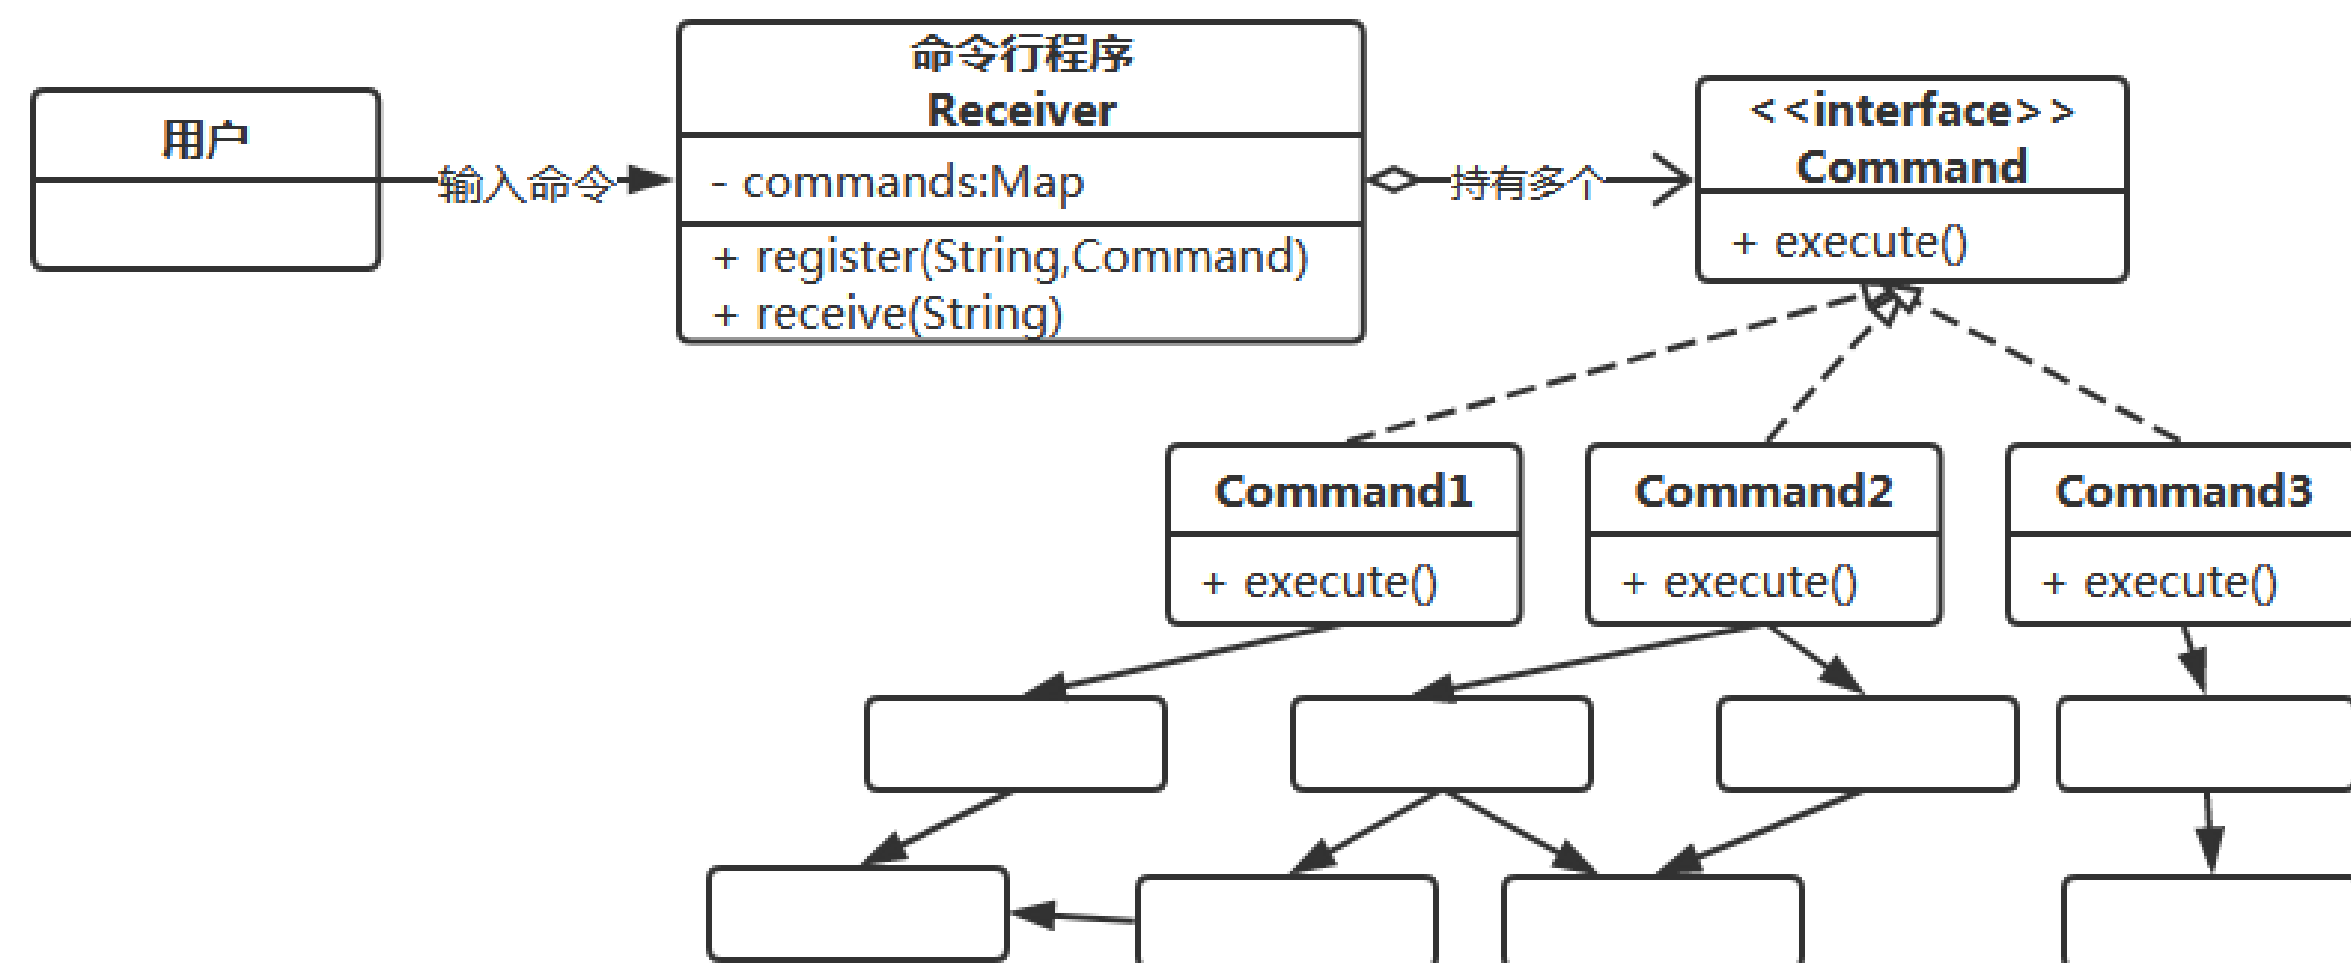 用户
输入命令
命令行程序
Receiver
- commands:Map
+ register(String,Command)
+ receive(String)
持有多个
<<interface>>
Command
+ execute()
Command1
+ execute()
Command2
+ execute()
Command3
+ execute()